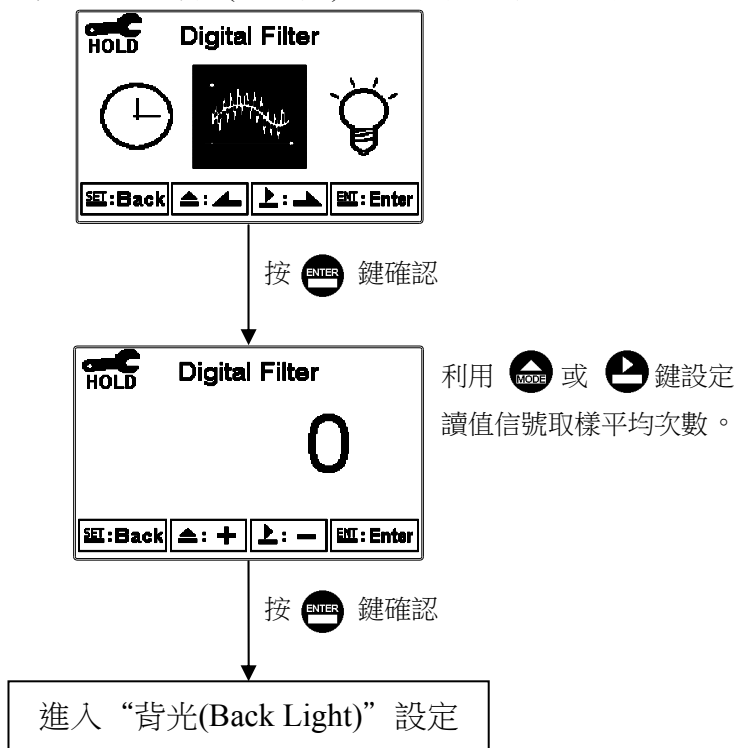 HOLD Digital Filter
SET:Back ENT:Enter
按 ENTER 鍵確認
HOLD Digital Filter
利用 MODE 或 鍵設定
讀值信號取樣平均次數。
0
SET:Back : + : − ENT:Enter
按 ENTER 鍵確認
進入“背光(Back Light)”設定